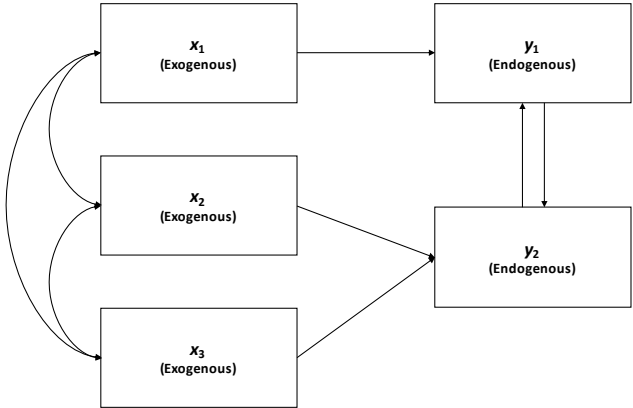 x₁
(Exogenous)
y₁
(Endogenous)
x₂
(Exogenous)
y₂
(Endogenous)
x₃
(Exogenous)